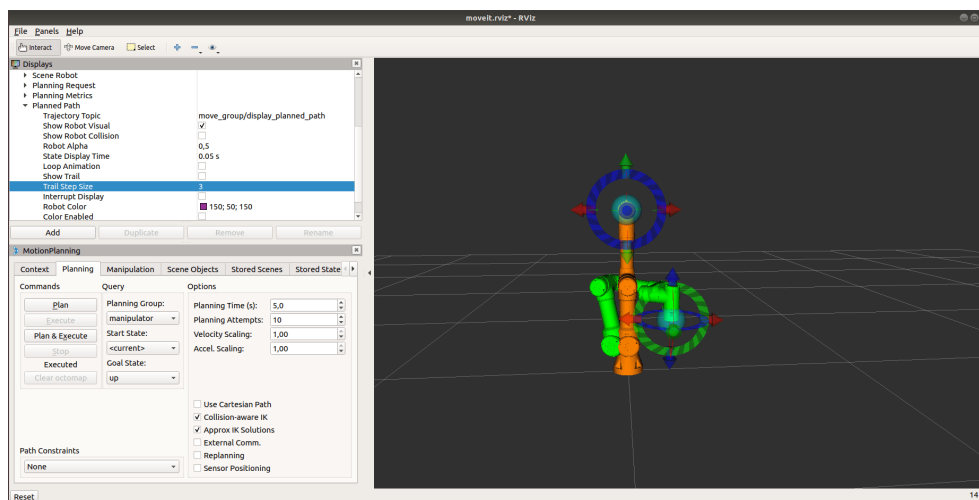 moveit.rviz* - RViz
File Panels Help
Interact Move Camera Select
Displays
Scene Robot
Planning Request
Planning Metrics
Planned Path
Trajectory Topic move_group/display_planned_path
Show Robot Visual
Show Robot Collision
Robot Alpha 0,5
State Display Time 0.05 s
Loop Animation
Show Trail
Trail Step Size 3
Interrupt Display
Robot Color 150; 50; 150
Color Enabled
Add Duplicate Remove Rename
MotionPlanning
Context Planning Manipulation Scene Objects Stored Scenes Stored State
Commands Query Options
Plan Planning Group: Planning Time (s): 5,0
Execute manipulator Planning Attempts: 10
Plan & Execute Start State: Velocity Scaling: 1,00
Stop <current> Accel. Scaling: 1,00
Executed Goal State:
Clear octomap up
Use Cartesian Path
Collision-aware IK
Approx IK Solutions
External Comm.
Path Constraints Replanning
None Sensor Positioning
Reset 14